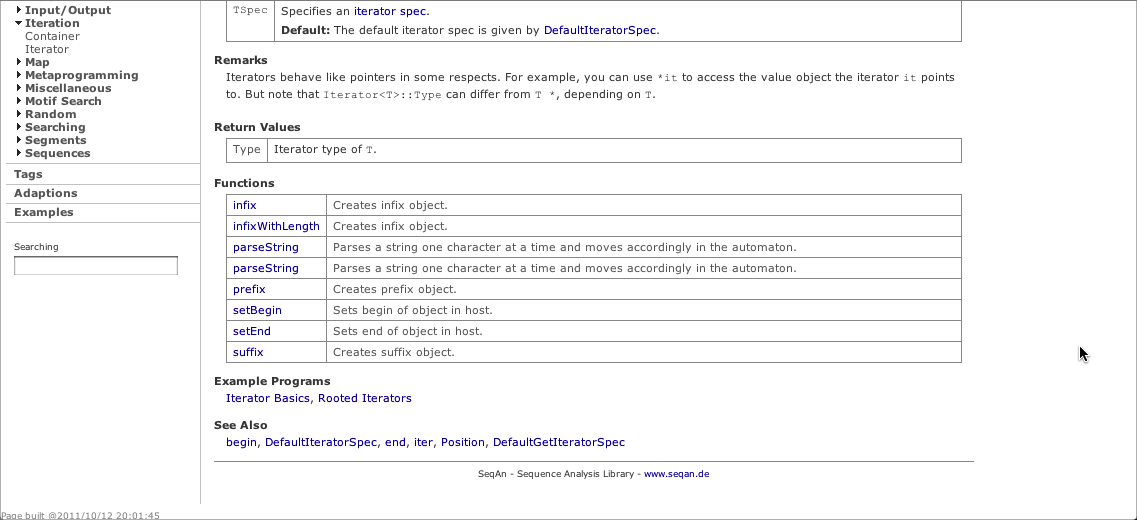 Input/Output
Iteration
Container
Iterator
Map
Metaprogramming
Miscellaneous
Motif Search
Random
Searching
Segments
Sequences
Tags
Adaptions
Examples
Searching
TSpec
Specifies an iterator spec.
Default: The default iterator spec is given by DefaultIteratorSpec.
Remarks
Iterators behave like pointers in some respects. For example, you can use *it to access the value object the iterator it points
to. But note that Iterator<T>::Type can differ from T *, depending on T.
Return Values
Type Iterator type of T.
Functions
infix Creates infix object.
infixWithLength Creates infix object.
parseString Parses a string one character at a time and moves accordingly in the automaton.
parseString Parses a string one character at a time and moves accordingly in the automaton.
prefix Creates prefix object.
setBegin Sets begin of object in host.
setEnd Sets end of object in host.
suffix Creates suffix object.
Example Programs
Iterator Basics, Rooted Iterators
See Also
begin, DefaultIteratorSpec, end, iter, Position, DefaultGetIteratorSpec
SeqAn - Sequence Analysis Library - www.seqan.de
Page built @2011/10/12 20:01:45